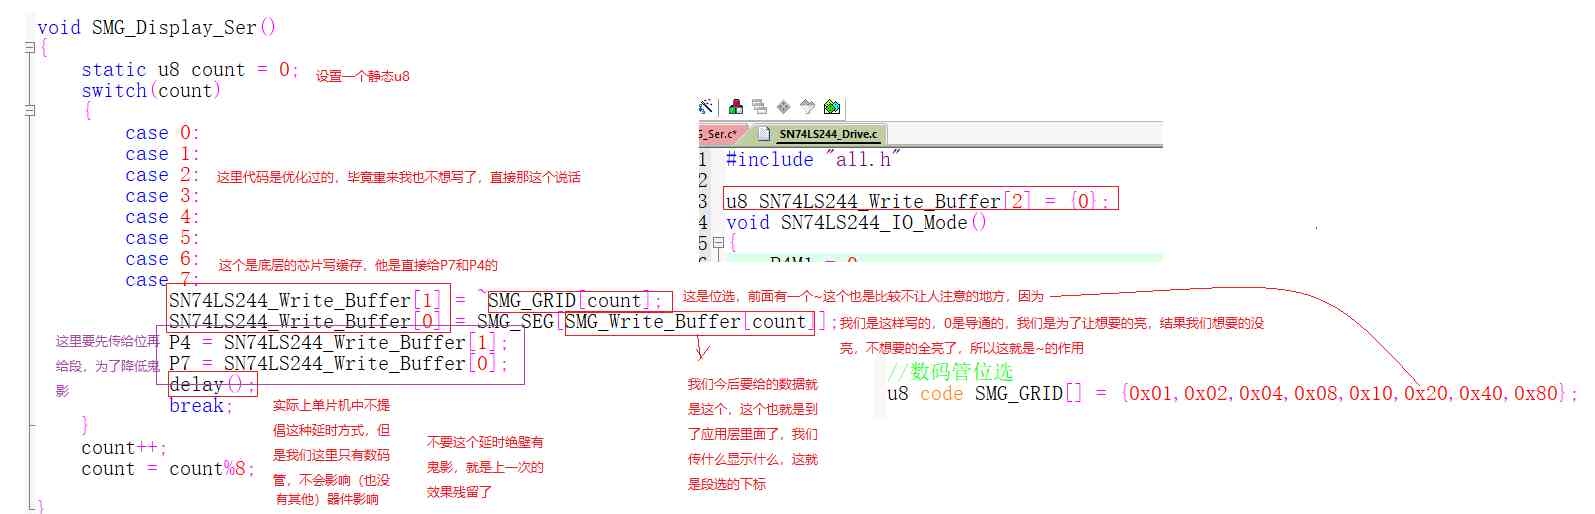 void SMG_Display_Ser()
{
static u8 count = 0; 设置一个静态u8
switch(count)
{
case 0:
case 1:
case 2: 这里代码是优化过的，毕竟重来我也不想写了，直接那这个说话
case 3:
case 4:
case 5:
case 6: 这个是底层的芯片写缓存，他是直接给P7和P4的
case 7:
SN74LS244_Write_Buffer[1] = ~SMG_GRID[count];
SN74LS244_Write_Buffer[0] = SMG_SEG[SMG_Write_Buffer[count]];
P4 = SN74LS244_Write_Buffer[1];
P7 = SN74LS244_Write_Buffer[0];
delay();
break;
}
count++;
count = count%8;
}
这里要先传给位再
给段，为了降低鬼
影
实际上单片机中不提
倡这种延时方式，但
是我们这里只有数码
管，不会影响（也没
有其他）器件影响
不要这个延时绝壁有
鬼影，就是上一次的
效果残留了
G_Ser.c* SN74LS244_Drive.c
1 #include "all.h"
2
3 u8 SN74LS244_Write_Buffer[2] = {0};
4 void SN74LS244_IO_Mode()
5 {
6 P4M1 = 0
这是位选，前面有一个~这个也是比较不让人注意的地方，因为
我们是这样写的，0是导通的，我们是为了让想要的亮，结果我们想要的没
亮，不想要的全亮了，所以这就是~的作用
我们今后要给的数据就
是这个，这个也就是到
了应用层里面了，我们
传什么显示什么，这就
是段选的下标
//数码管位选
u8 code SMG_GRID[] = {0x01,0x02,0x04,0x08,0x10,0x20,0x40,0x80};